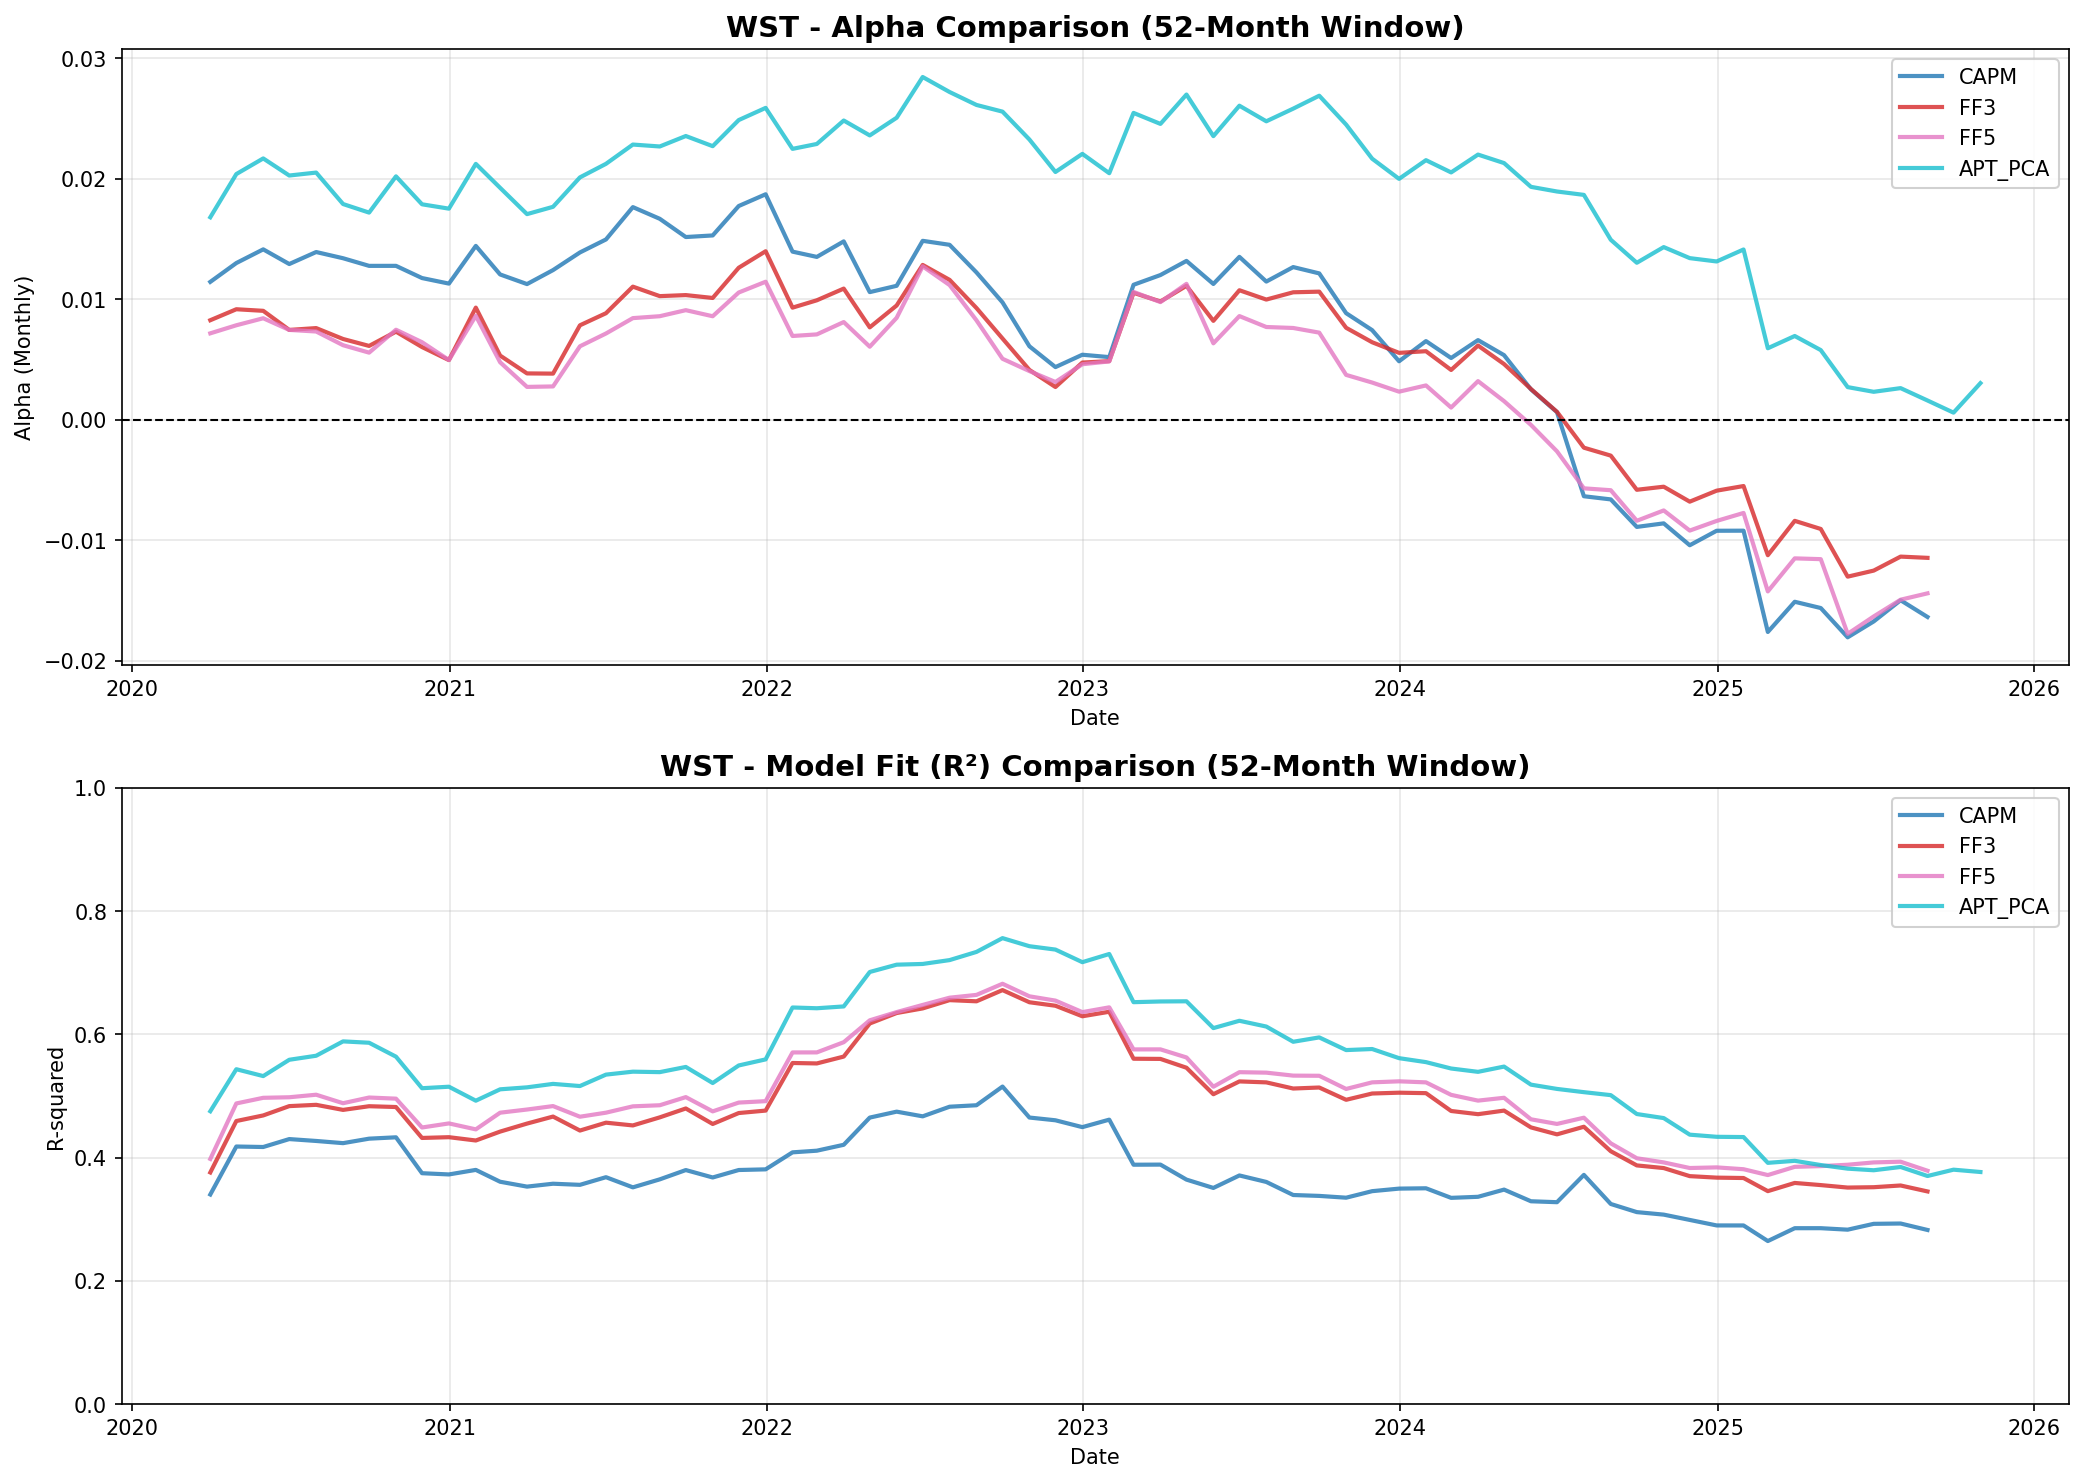 WST - Alpha Comparison (52-Month Window)
0.03
0.02
0.01
0.00
−0.01
−0.02
Alpha (Monthly)
CAPM
FF3
FF5
APT_PCA
2020
2021
2022
2023
2024
2025
2026
Date
WST - Model Fit (R²) Comparison (52-Month Window)
1.0
0.8
0.6
0.4
0.2
0.0
R-squared
CAPM
FF3
FF5
APT_PCA
2020
2021
2022
2023
2024
2025
2026
Date